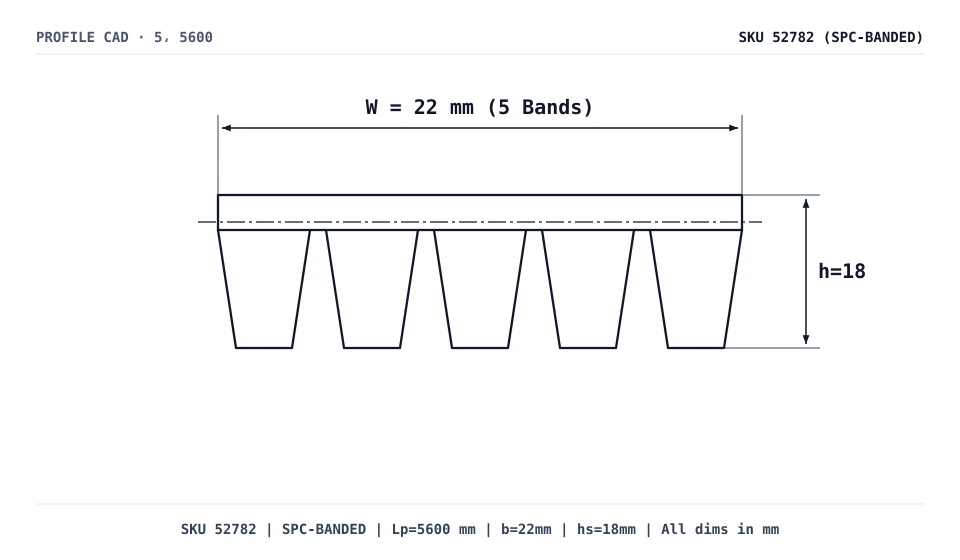 PROFILE CAD · 5, 5600
SKU 52782 (SPC-BANDED)
W = 22 mm (5 Bands)
h=18
SKU 52782 | SPC-BANDED | Lp=5600 mm | b=22mm | hs=18mm | All dims in mm